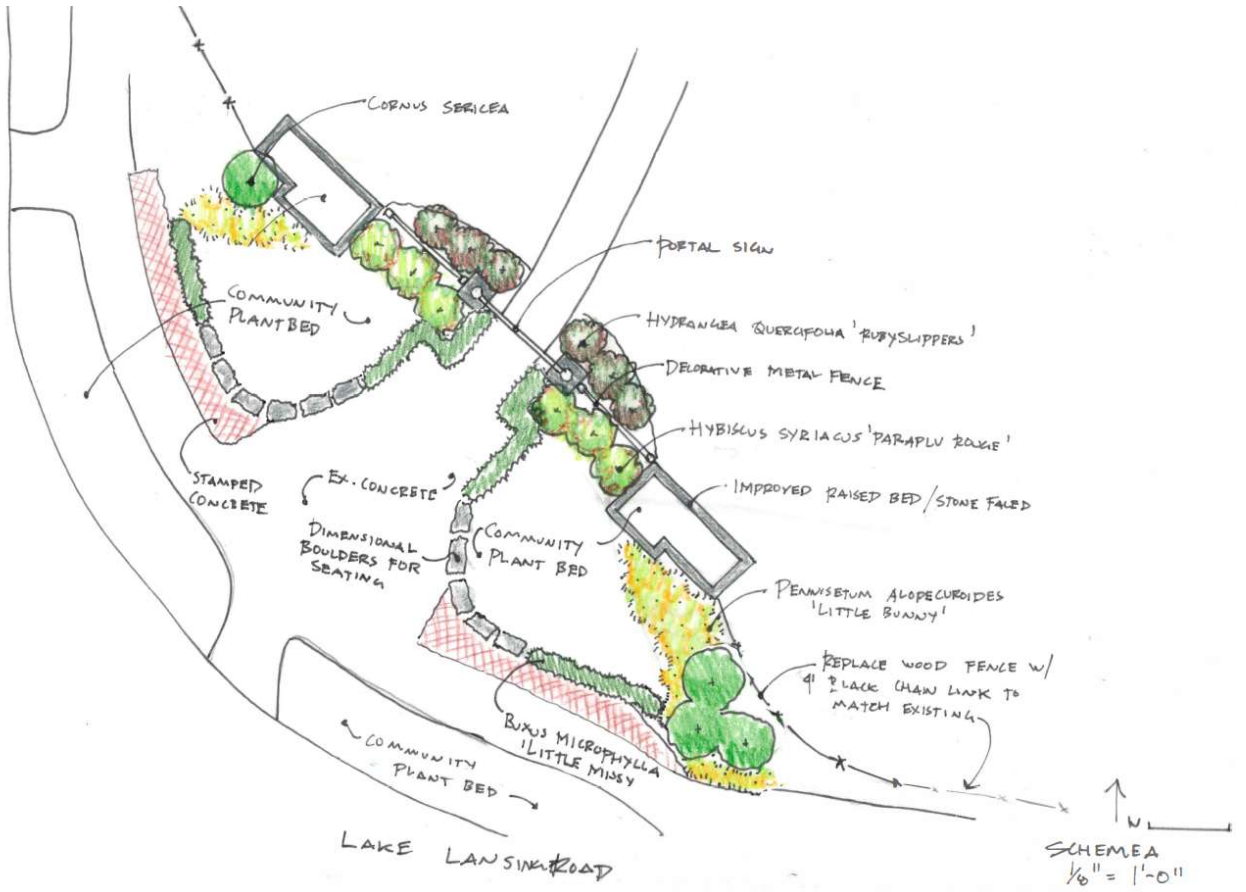 CORNUS SERICEA
PORTAL SIGN
HYDRANGEA QUERCIFOLIA 'RUBYSLIPPERS'
DECORATIVE METAL FENCE
HYBISCUS SYRIACUS 'PARAPLU ROUGE'
IMPROVED RAISED BED/STONE FACED
COMMUNITY
PLANT BED
STAMPED
CONCRETE
EX. CONCRETE
DIMENSIONAL
BOULDERS FOR
SEATING
COMMUNITY
PLANT BED
PENNISETUM ALOPECUROIDES
'LITTLE BUNNY'
REPLACE WOOD FENCE W/
4' BLACK CHAIN LINK TO
MATCH EXISTING
BUXUS MICROPHYLLA
'LITTLE MISSY
COMMUNITY
PLANT BED
LAKE LANSING ROAD
N
SCHEME A
1/8" = 1'-0"